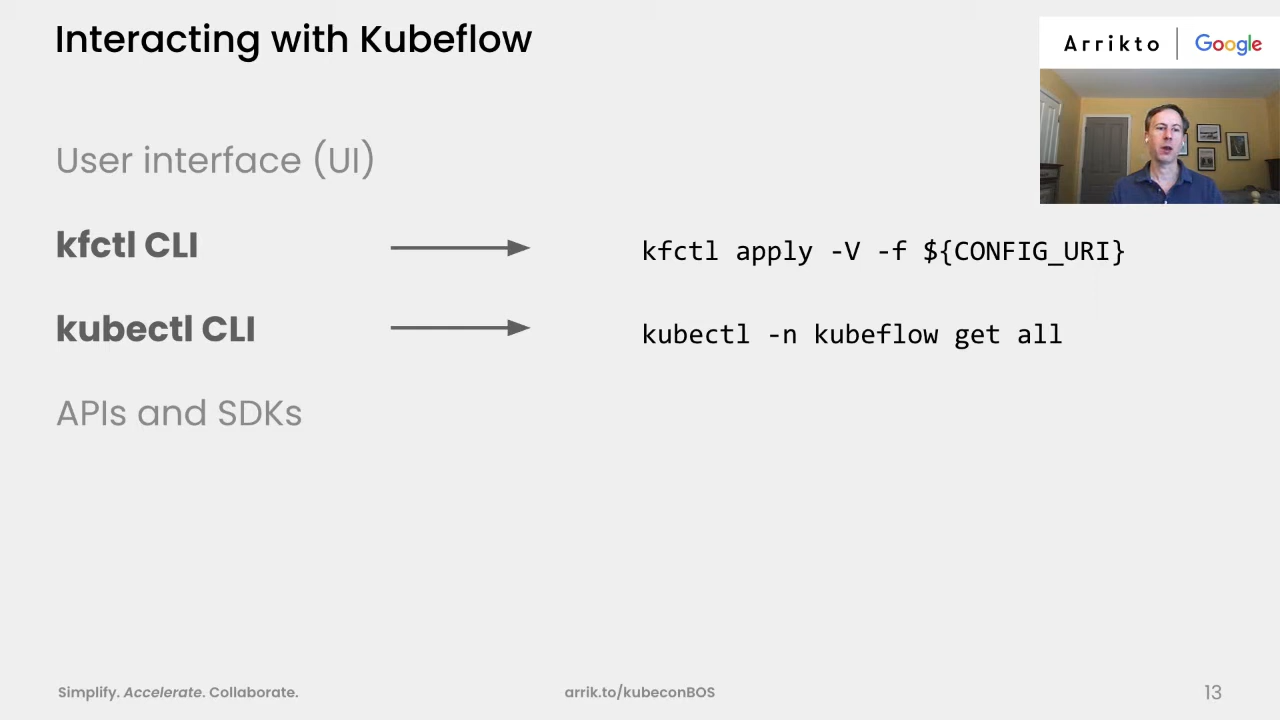 Interacting with Kubeflow
Arrikto | Google
User interface (UI)
kfctl CLI
kfctl apply -V -f ${CONFIG_URI}
kubectl CLI
kubectl -n kubeflow get all
APIs and SDKs
Simplify. Accelerate. Collaborate.
arrik.to/kubeconBOS
13